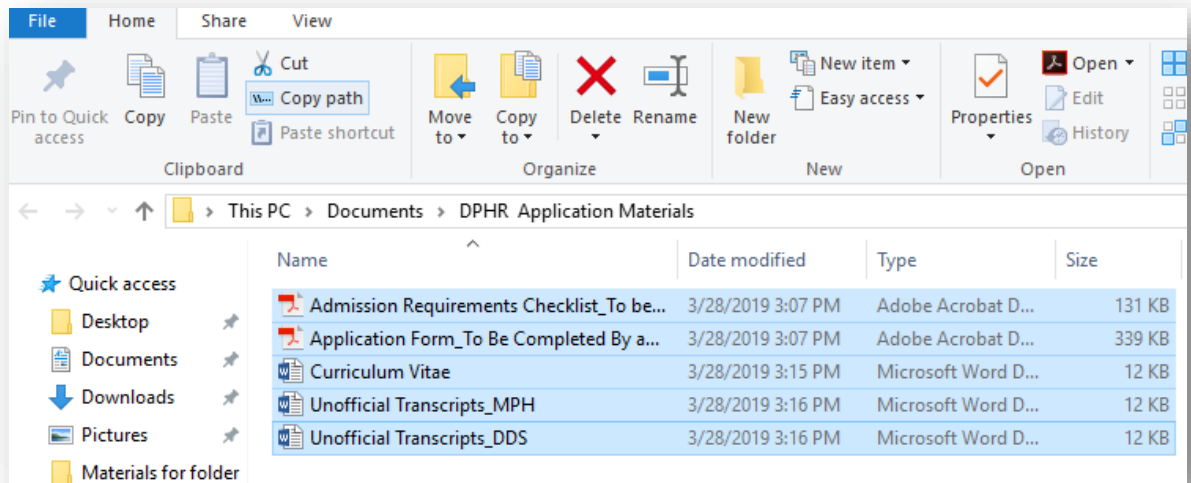 File Home Share View
Pin to Quick access
Copy
Paste
Cut
W... Copy path
Paste shortcut
Clipboard
Move to
Copy to
Delete
Rename
Organize
New folder
New item
Easy access
New
Properties
Open
Edit
History
Open
This PC > Documents > DPHR Application Materials
Name Date modified Type Size
Quick access
Desktop
Documents
Downloads
Pictures
Materials for folder
Admission Requirements Checklist_To be... 3/28/2019 3:07 PM Adobe Acrobat D... 131 KB
Application Form_To Be Completed By a... 3/28/2019 3:07 PM Adobe Acrobat D... 339 KB
Curriculum Vitae 3/28/2019 3:15 PM Microsoft Word D... 12 KB
Unofficial Transcripts_MPH 3/28/2019 3:16 PM Microsoft Word D... 12 KB
Unofficial Transcripts_DDS 3/28/2019 3:16 PM Microsoft Word D... 12 KB